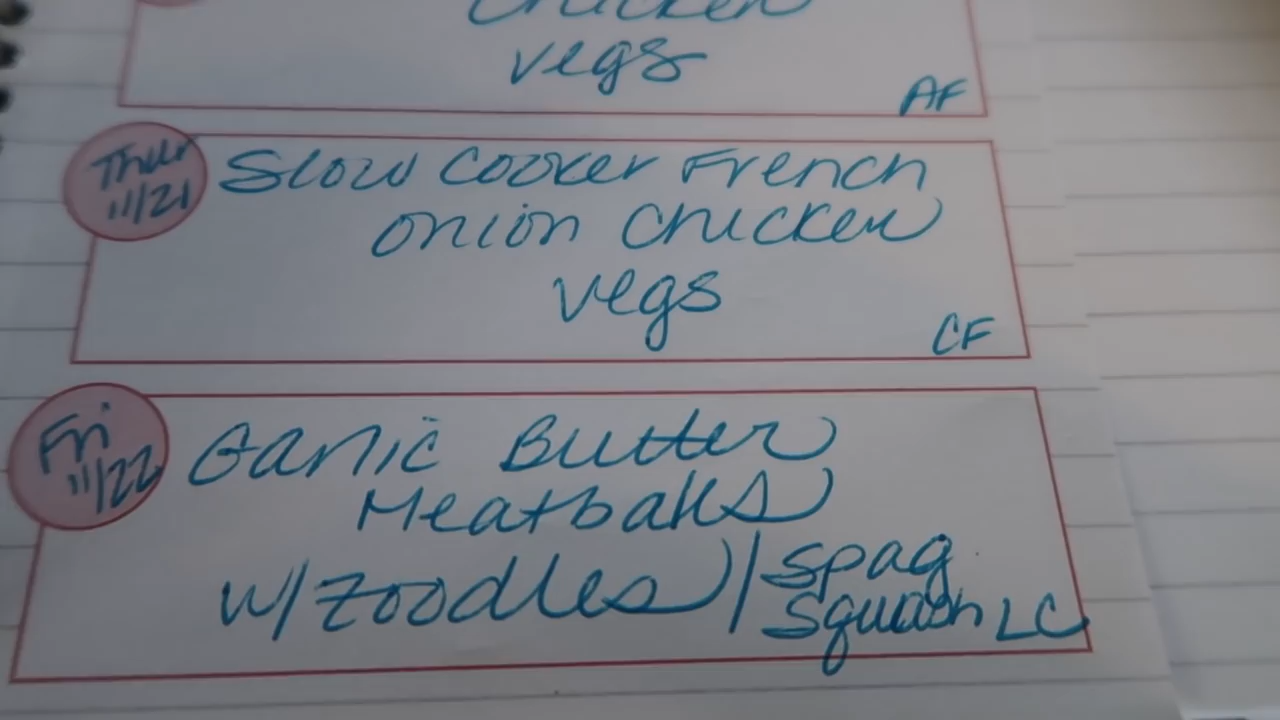 Chicken
vegs
AF
Thur
11/21
Slow Cooker French
onion Chicken
vegs
CF
Fri
11/22
Garlic Butter
Meatballs
w/ Zoodles / Spag
Squash LC